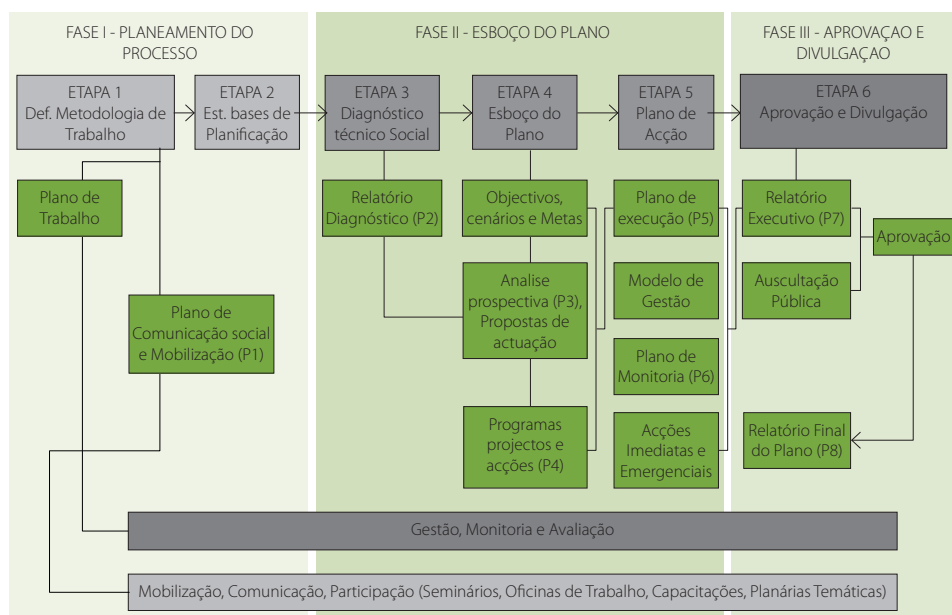 FASE I - PLANEAMENTO DO
PROCESSO
FASE II - ESBOÇO DO PLANO
FASE III - APROVAÇAO E
DIVULGAÇAO
ETAPA 1
Def. Metodologia de
Trabalho
ETAPA 2
Est. bases de
Planificação
ETAPA 3
Diagnóstico
técnico Social
ETAPA 4
Esboço do
Plano
ETAPA 5
Plano de
Acção
ETAPA 6
Aprovação e Divulgação
Plano de
Trabalho
Plano de
Comunicação social
e Mobilização (P1)
Relatório
Diagnóstico (P2)
Objectivos,
cenários e Metas
Analise
prospectiva (P3),
Propostas de
actuação
Programas
projectos e
acções (P4)
Plano de
execução (P5)
Modelo de
Gestão
Plano de
Monitoria (P6)
Acções
Imediatas e
Emergenciais
Relatório
Executivo (P7)
Auscultação
Pública
Aprovação
Relatório Final
do Plano (P8)
Gestão, Monitoria e Avaliação
Mobilização, Comunicação, Participação (Seminários, Oficinas de Trabalho, Capacitações, Planárias Temáticas)